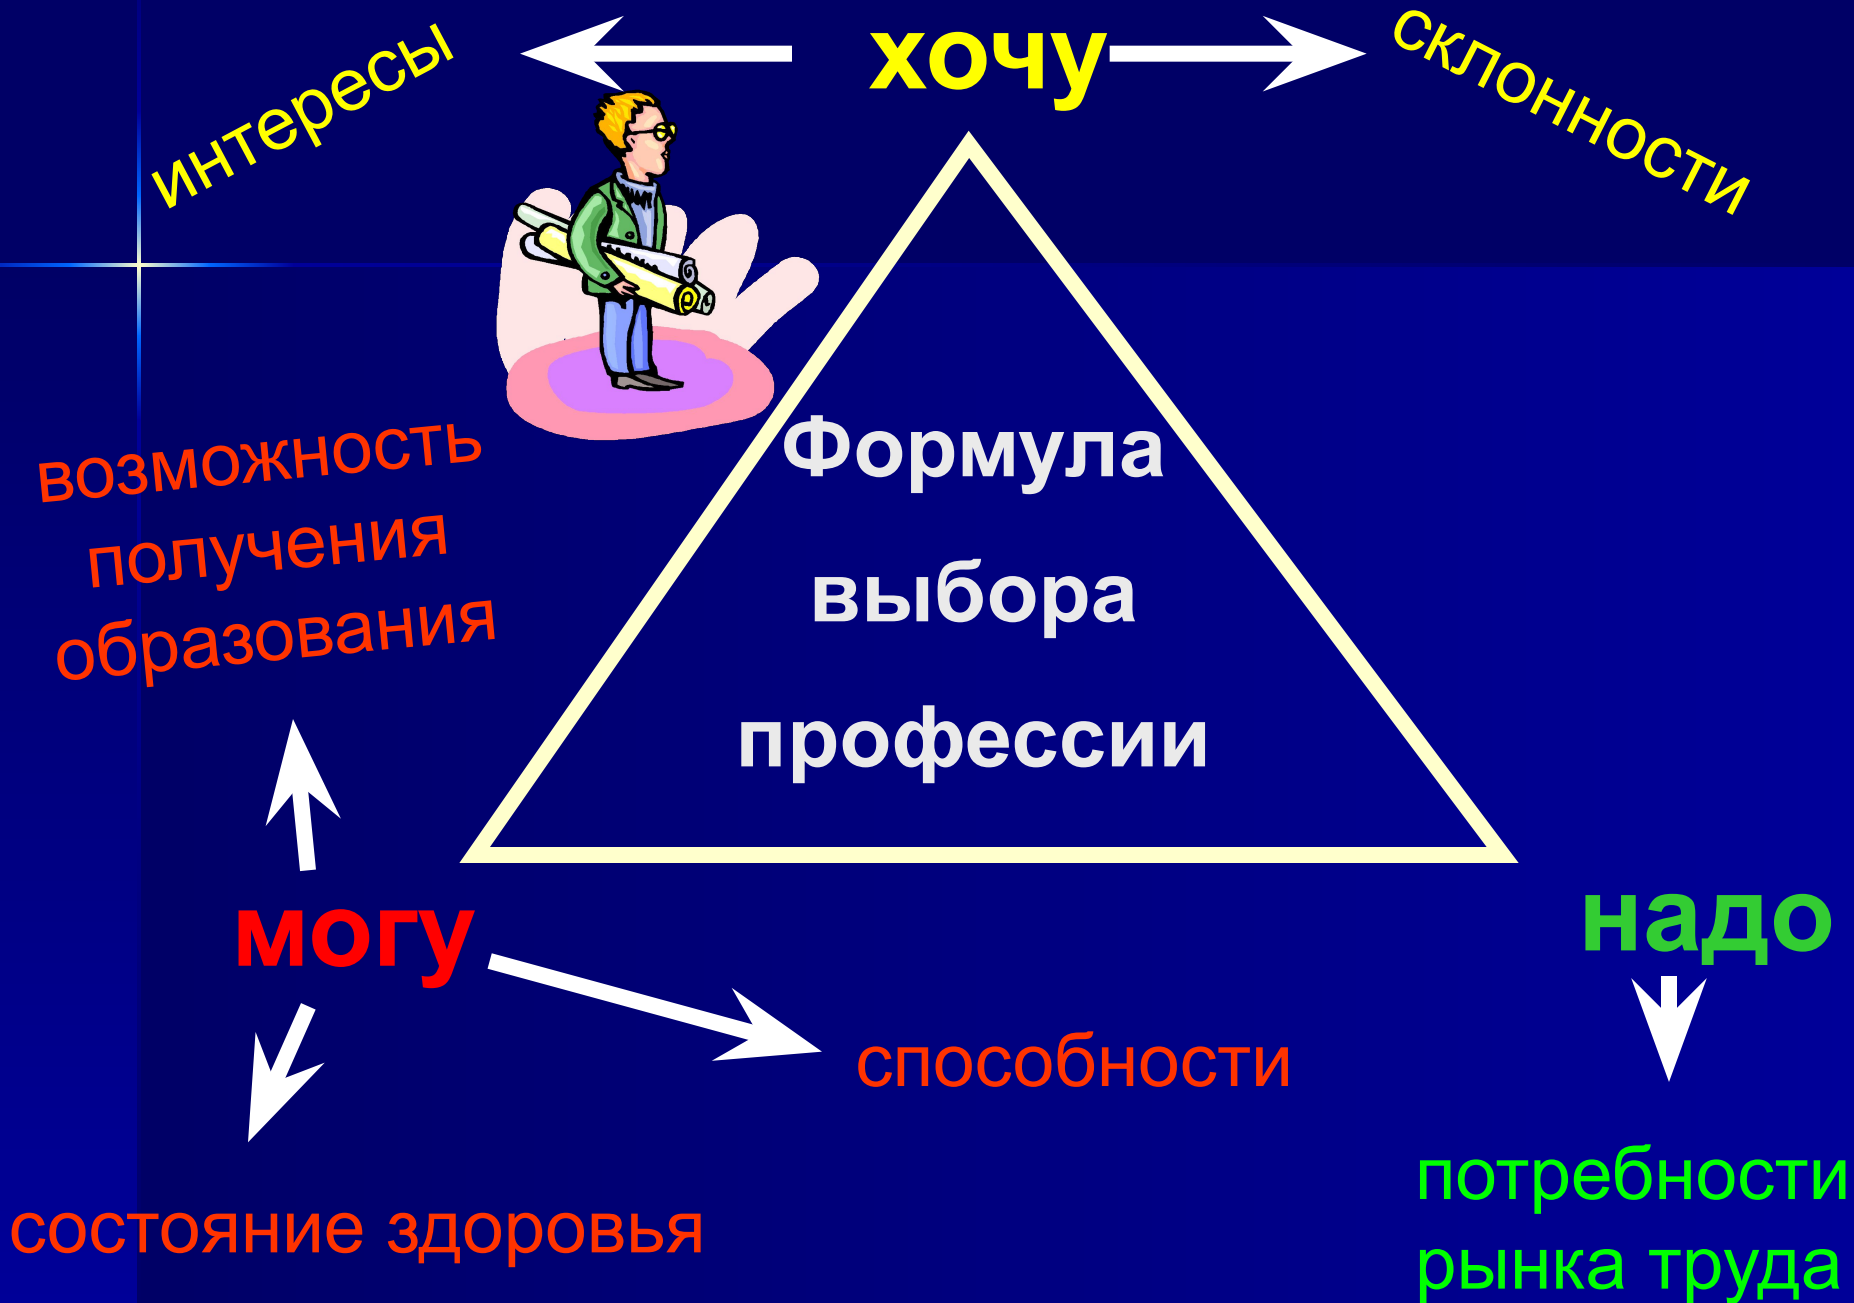 хочу
интересы
склонности
Формула
выбора
профессии
возможность
получения
образования
могу
надо
способности
состояние здоровья
потребности
рынка труда